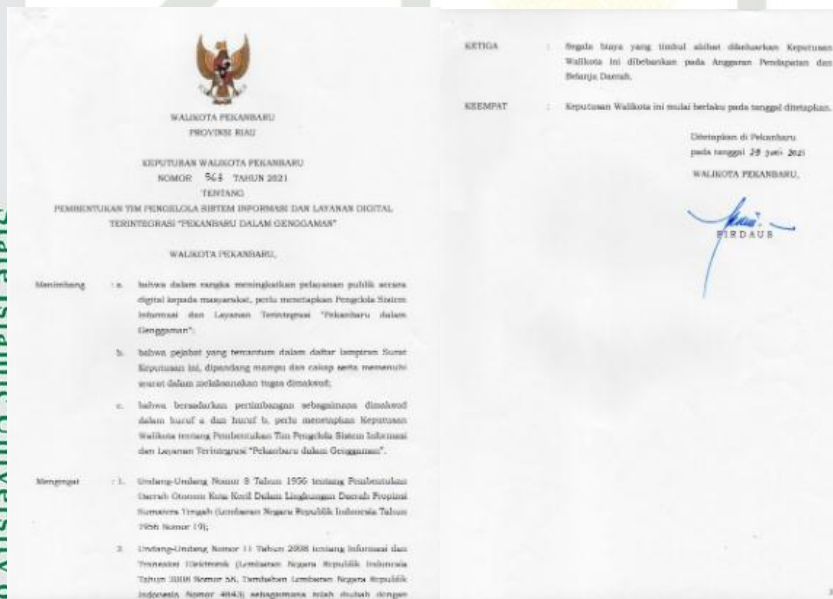 WALIKOTA PEKANBARU
PROVINSI RIAU
KEPUTUSAN WALIKOTA PEKANBARU
NOMOR 568 TAHUN 2021
TENTANG
PEMBENTUKAN TIM PENGELOLA SISTEM INFORMASI DAN LAYANAN DIGITAL
TERINTEGRASI "PEKANBARU DALAM GENGGAMAN"
WALIKOTA PEKANBARU,
Menimbang : a. bahwa dalam rangka meningkatkan pelayanan publik secara
digital kepada masyarakat, perlu menetapkan Pengelola Sistem
Informasi dan Layanan Terintegrasi "Pekanbaru dalam
Genggaman";
b. bahwa pejabat yang tercantum dalam daftar lampiran Surat
Keputusan ini, dipandang mampu dan cakap serta memenuhi
syarat dalam melaksanakan tugas dimaksud;
c. bahwa berdasarkan pertimbangan sebagaimana dimaksud
dalam huruf a dan huruf b, perlu menetapkan Keputusan
Walikota tentang Pembentukan Tim Pengelola Sistem Informasi
dan Layanan Terintegrasi "Pekanbaru dalam Genggaman".
Mengingat : 1. Undang-Undang Nomor 8 Tahun 1956 tentang Pembentukan
Daerah Otonom Kota Kecil Dalam Lingkungan Daerah Propinsi
Sumatera Tengah (Lembaran Negara Republik Indonesia Tahun
1956 Nomor 19);
2. Undang-Undang Nomor 11 Tahun 2008 tentang Informasi dan
Transaksi Elektronik (Lembaran Negara Republik Indonesia
Tahun 2008 Nomor 58, Tambahan Lembaran Negara Republik
Indonesia Nomor 4843) sebagaimana telah diubah dengan
KETIGA : Segala biaya yang timbul akibat dikeluarkan Keputusan
Walikota ini dibebankan pada Anggaran Pendapatan dan
Belanja Daerah.
KEEMPAT : Keputusan Walikota ini mulai berlaku pada tanggal ditetapkan.
Ditetapkan di Pekanbaru
pada tanggal 29 Juni 2021
WALIKOTA PEKANBARU,
FIRDAUS